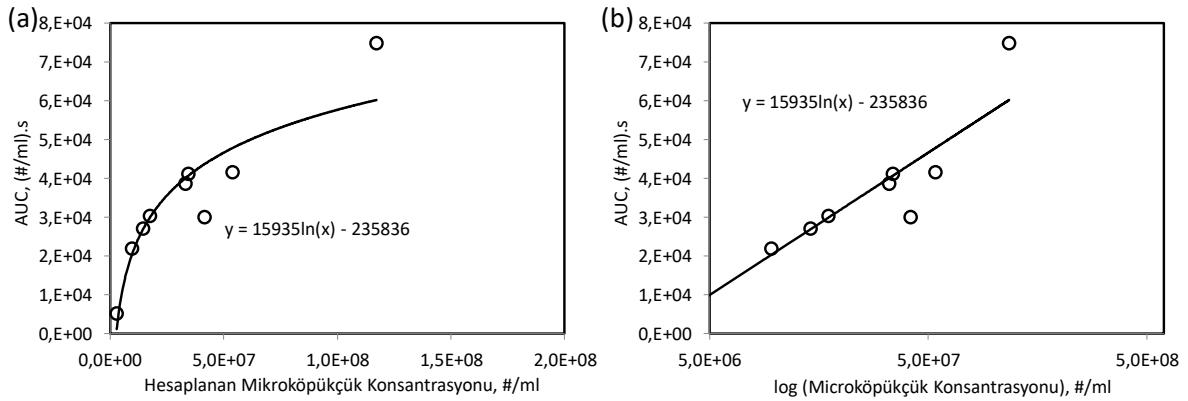 (a)
8,E+04
7,E+04
6,E+04
5,E+04
4,E+04
3,E+04
2,E+04
1,E+04
0,E+00
AUC, (#/ml).s
y = 15935ln(x) - 235836
0,0E+00
5,0E+07
1,0E+08
1,5E+08
2,0E+08
Hesaplanan Mikroköpükçük Konsantrasyonu, #/ml
(b)
8,E+04
7,E+04
6,E+04
5,E+04
4,E+04
3,E+04
2,E+04
1,E+04
0,E+00
AUC, (#/ml).s
y = 15935ln(x) - 235836
5,0E+06
5,0E+07
5,0E+08
log (Microköpükçük Konsantrasyonu), #/ml